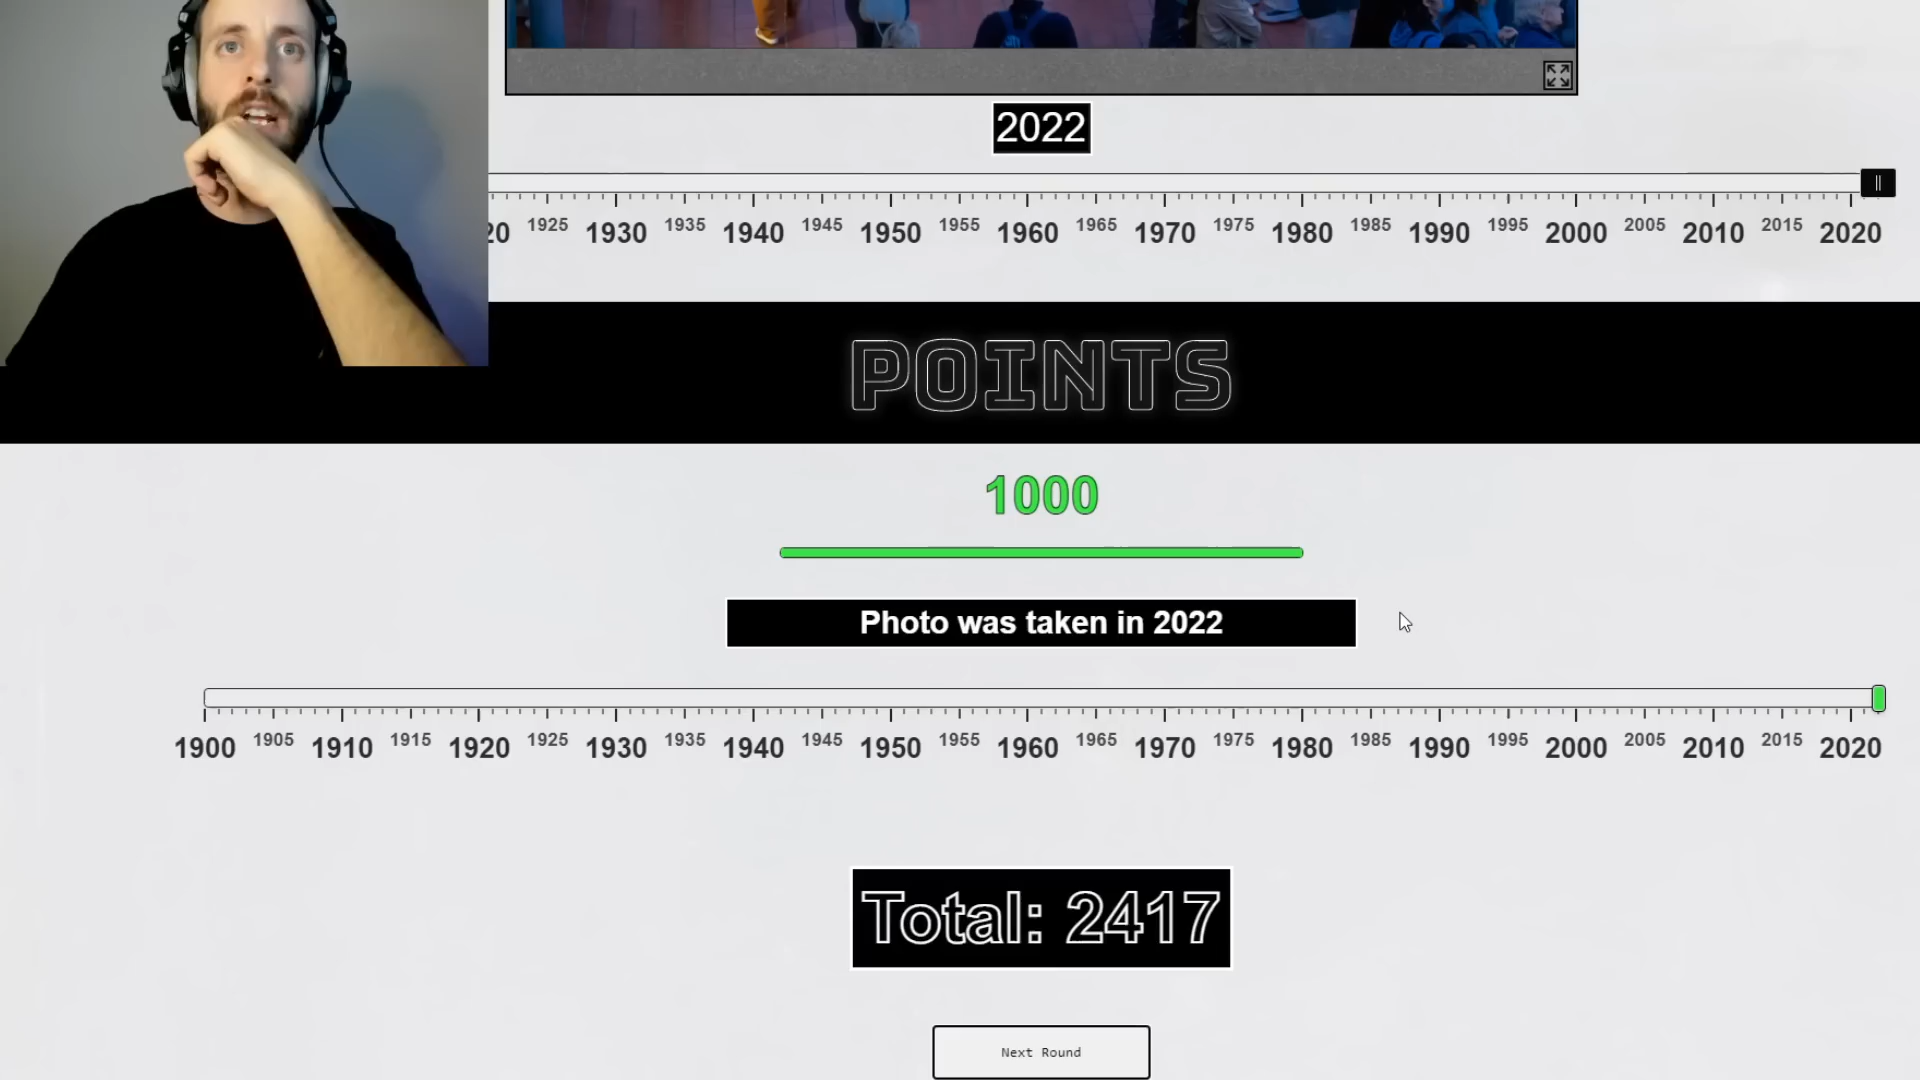 2022
20 1925 1930 1935 1940 1945 1950 1955 1960 1965 1970 1975 1980 1985 1990 1995 2000 2005 2010 2015 2020
POINTS
1000
Photo was taken in 2022
1900 1905 1910 1915 1920 1925 1930 1935 1940 1945 1950 1955 1960 1965 1970 1975 1980 1985 1990 1995 2000 2005 2010 2015 2020
Total: 2417
Next Round